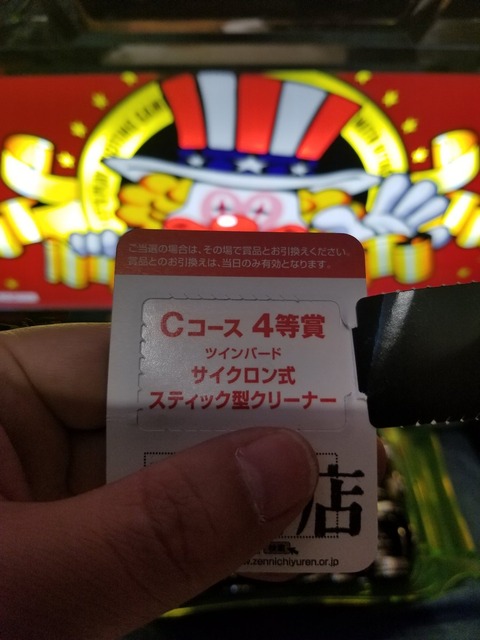 ご当選の場合は、その場で賞品とお引換えください。
賞品とのお引換えは、当日のみ有効となります。
Cコース 4等賞
ツインバード
サイクロン式
スティック型クリーナー
店
w.zennichiyuren.or.jp